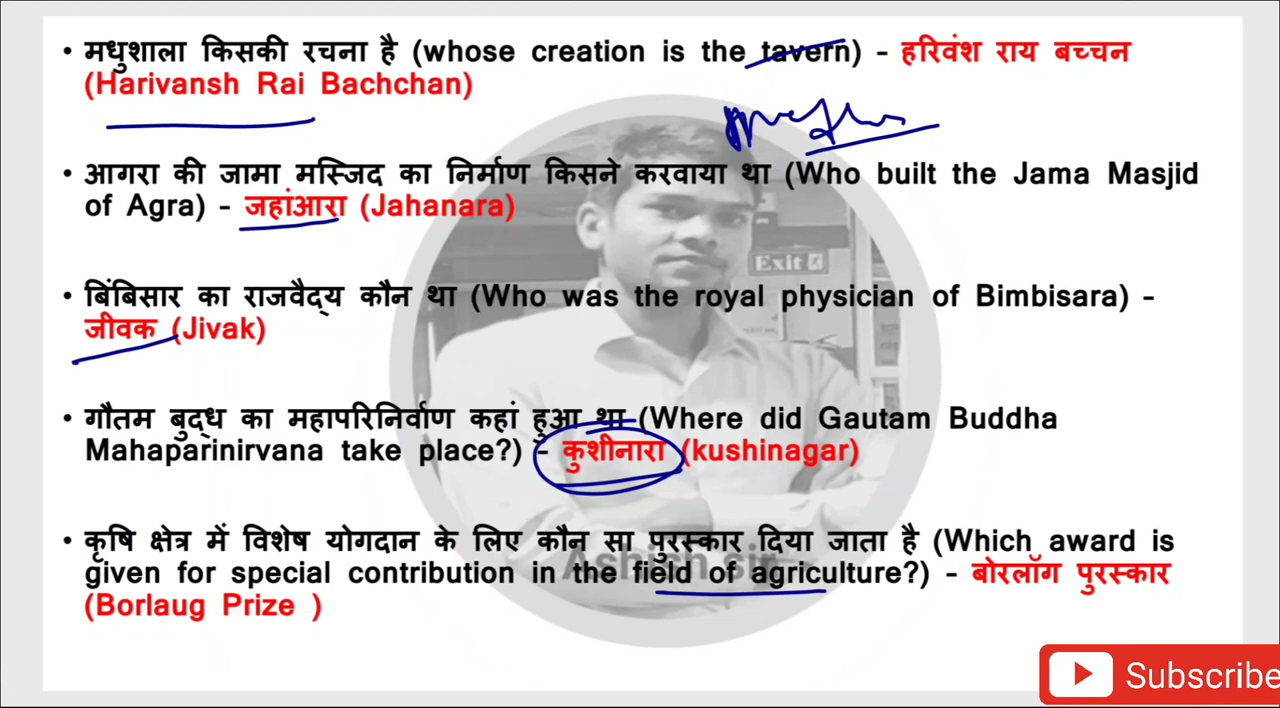 • मधुशाला किसकी रचना है (whose creation is the tavern) – हरिवंश राय बच्चन
(Harivansh Rai Bachchan)
• आगरा की जामा मस्जिद का निर्माण किसने करवाया था (Who built the Jama Masjid
of Agra) – जहांआरा (Jahanara)
Exit
• बिंबिसार का राजवैद्य कौन था (Who was the royal physician of Bimbisara) –
जीवक (Jivak)
• गौतम बुद्ध का महापरिनिर्वाण कहां हुआ था (Where did Gautam Buddha
Mahaparinirvana take place?) – कुशीनारा (kushinagar)
• कृषि क्षेत्र में विशेष योगदान के लिए कौन सा पुरस्कार दिया जाता है (Which award is
Ashish sir
given for special contribution in the field of agriculture?) – बोरलॉग पुरस्कार
(Borlaug Prize )
Subscribe